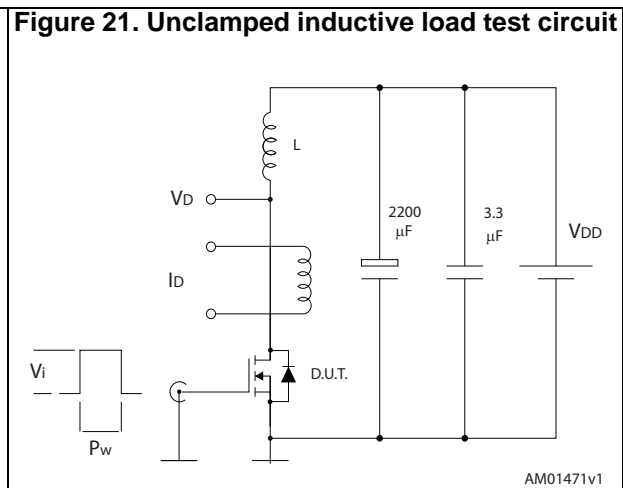 Figure 21. Unclamped inductive load test circuit
L
VD
2200
μF
3.3
μF
VDD
ID
Vi
D.U.T.
Pw
AM01471v1